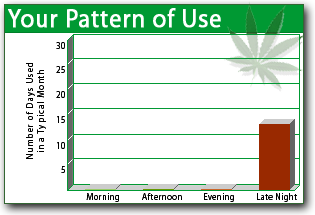 Your Pattern of Use
Number of Days Used
in a Typical Month
30
25
20
15
10
5
Morning
Afternoon
Evening
Late Night